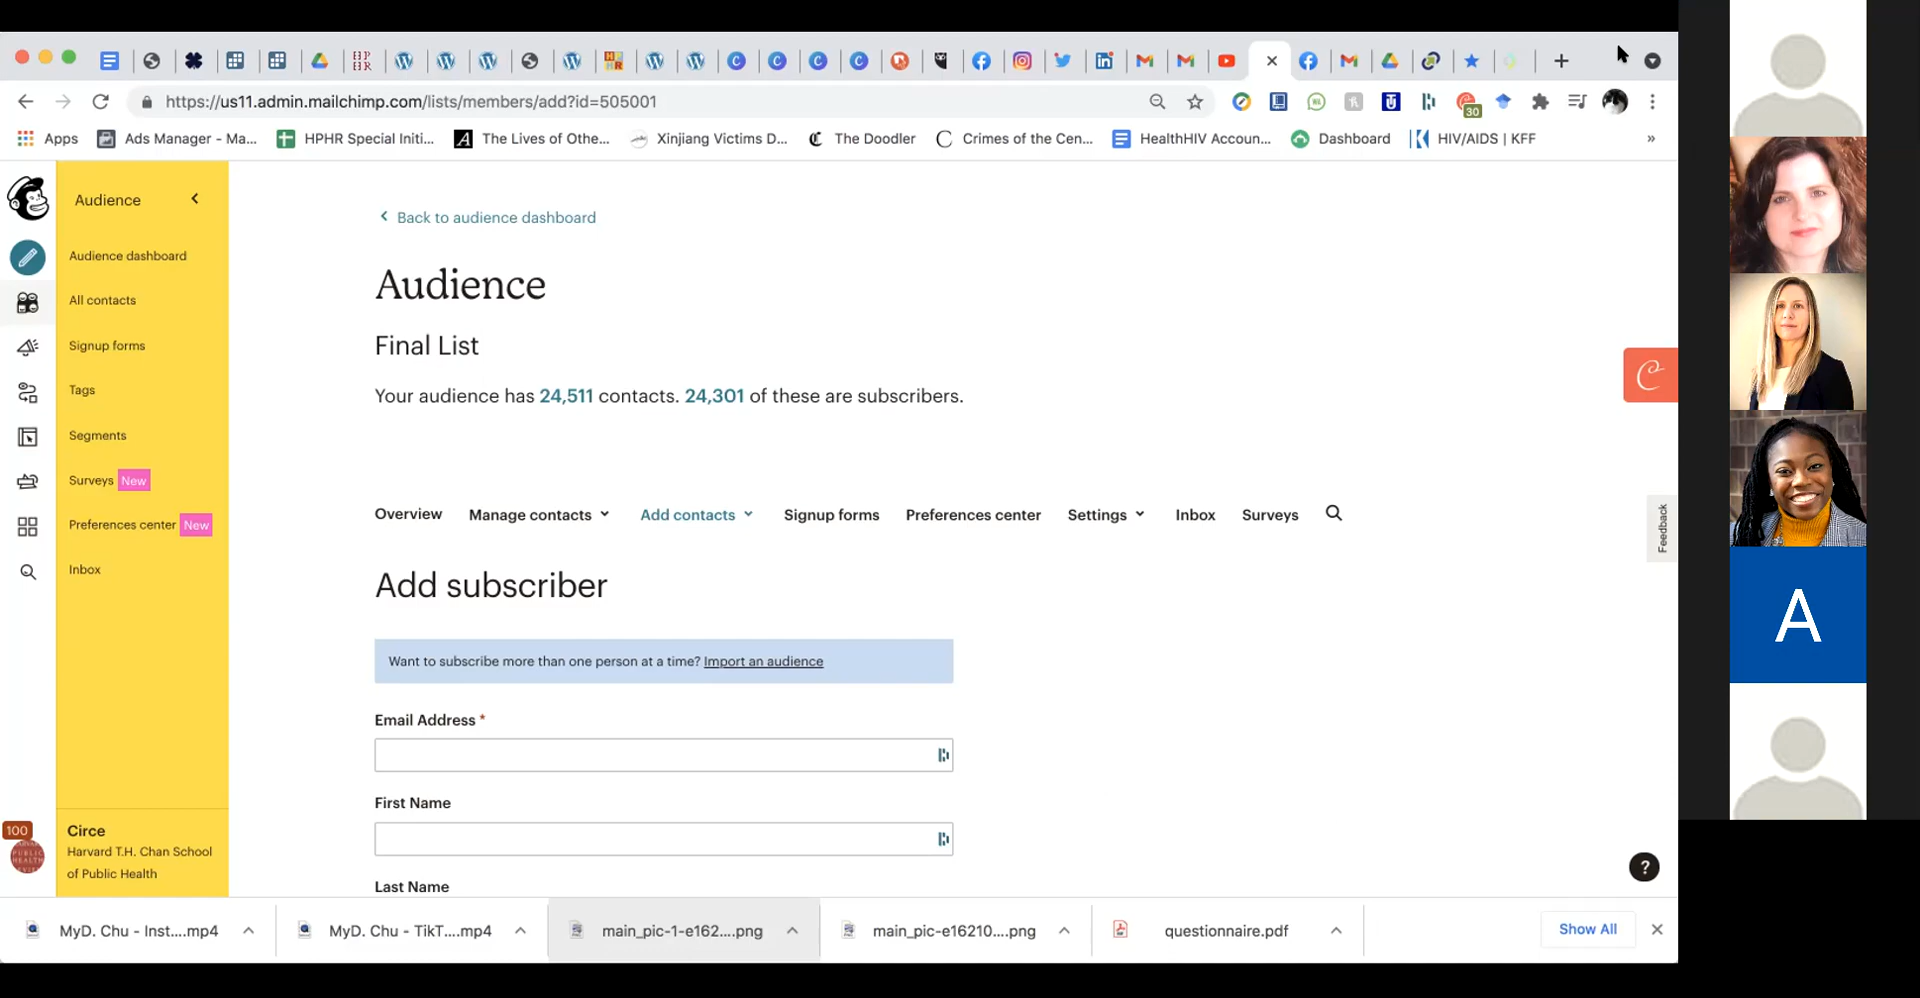 https://us11.admin.mailchimp.com/lists/members/add?id=505001
30
Apps
Ads Manager - Ma...
HPHR Special Initi...
The Lives of Othe...
Xinjiang Victims D...
The Doodler
Crimes of the Cen...
HealthHIV Accoun...
Dashboard
HIV/AIDS | KFF
»
Audience
Audience dashboard
All contacts
Signup forms
Tags
Segments
Surveys New
Preferences center New
Inbox
100
Circe
Harvard T.H. Chan School
of Public Health
Back to audience dashboard
Audience
Final List
Your audience has 24,511 contacts. 24,301 of these are subscribers.
Overview
Manage contacts
Add contacts
Signup forms
Preferences center
Settings
Inbox
Surveys
Add subscriber
Want to subscribe more than one person at a time? Import an audience
Email Address *
First Name
Last Name
Feedback
?
MyD. Chu - Inst....mp4
MyD. Chu - TikT....mp4
main_pic-1-e162....png
main_pic-e16210....png
questionnaire.pdf
Show All
A